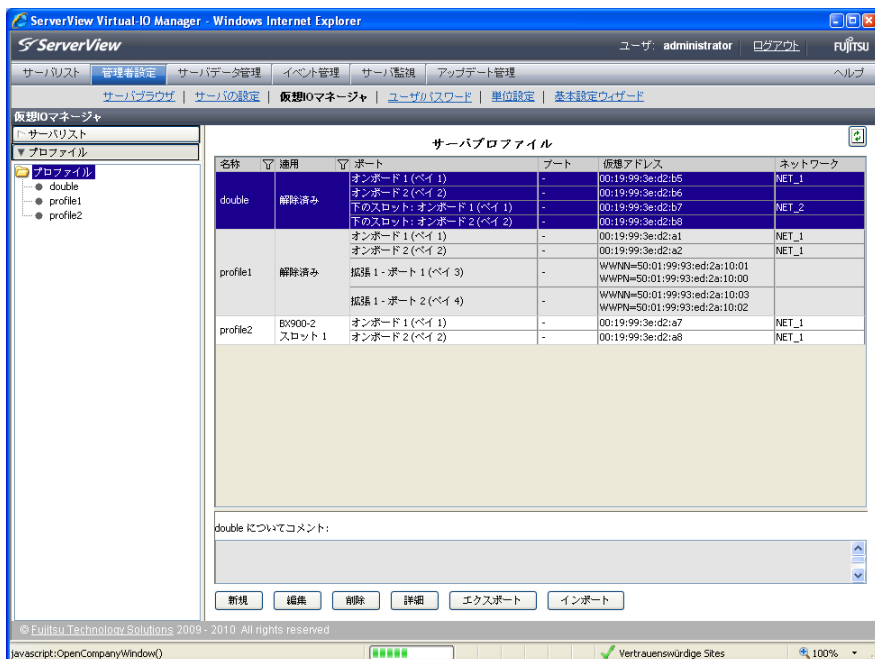 ServerView Virtual-IO Manager - Windows Internet Explorer
ServerView ユーザ: administrator ログアウト FUJITSU
サーバリスト 管理者設定 サーバデータ管理 イベント管理 サーバ監視 アップデート管理 ヘルプ
サーバブラウザ | サーバの設定 | 仮想IOマネージャ | ユーザパスワード | 単位設定 | 基本設定ウィザード
仮想IOマネージャ
サーバリスト
プロファイル
プロファイル
double
profile1
profile2
サーバプロファイル
名称 適用 ポート ブート 仮想アドレス ネットワーク
double 解除済み
オンボード 1 (ベイ 1) - 00:19:99:3e:d2:b5 NET_1
オンボード 2 (ベイ 2) - 00:19:99:3e:d2:b6
下のスロット: オンボード 1 (ベイ 1) - 00:19:99:3e:d2:b7 NET_2
下のスロット: オンボード 2 (ベイ 2) - 00:19:99:3e:d2:b8
profile1 解除済み
オンボード 1 (ベイ 1) - 00:19:99:3e:d2:a1 NET_1
オンボード 2 (ベイ 2) - 00:19:99:3e:d2:a2 NET_1
拡張 1 - ポート 1 (ベイ 3) - WWNN=50:01:99:93:ed:2a:10:01
WWPN=50:01:99:93:ed:2a:10:00
拡張 1 - ポート 2 (ベイ 4) - WWNN=50:01:99:93:ed:2a:10:03
WWPN=50:01:99:93:ed:2a:10:02
profile2 BX900-2 スロット 1
オンボード 1 (ベイ 1) - 00:19:99:3e:d2:a7 NET_1
オンボード 2 (ベイ 2) - 00:19:99:3e:d2:a8 NET_1
double についてコメント:
新規 編集 削除 詳細 エクスポート インポート
© Fujitsu Technology Solutions 2009 - 2010 All rights reserved
javascript:OpenCompanyWindow() Vertrauenswürdige Sites 100%